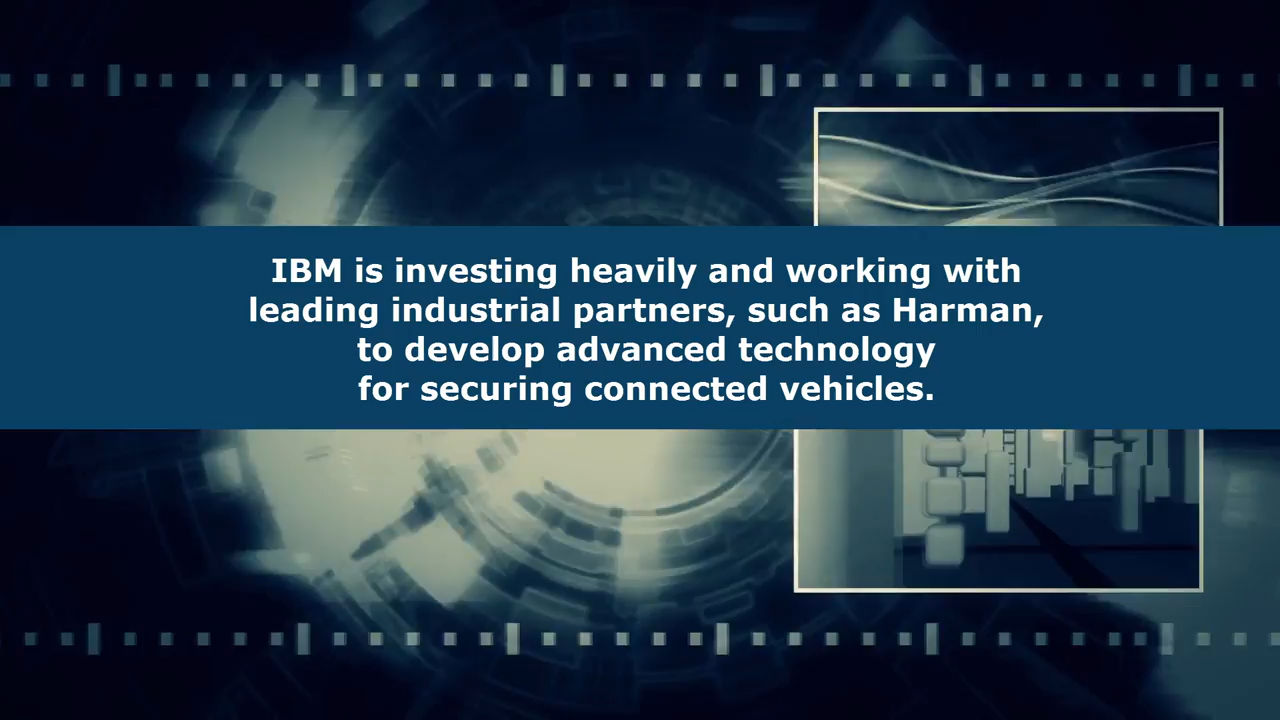 IBM is investing heavily and working with
leading industrial partners, such as Harman,
to develop advanced technology
for securing connected vehicles.